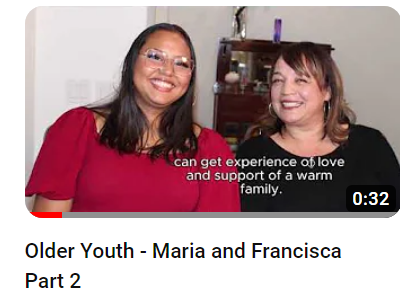 can get experience of love
and support of a warm
family.
0:32
Older Youth - Maria and Francisca
Part 2